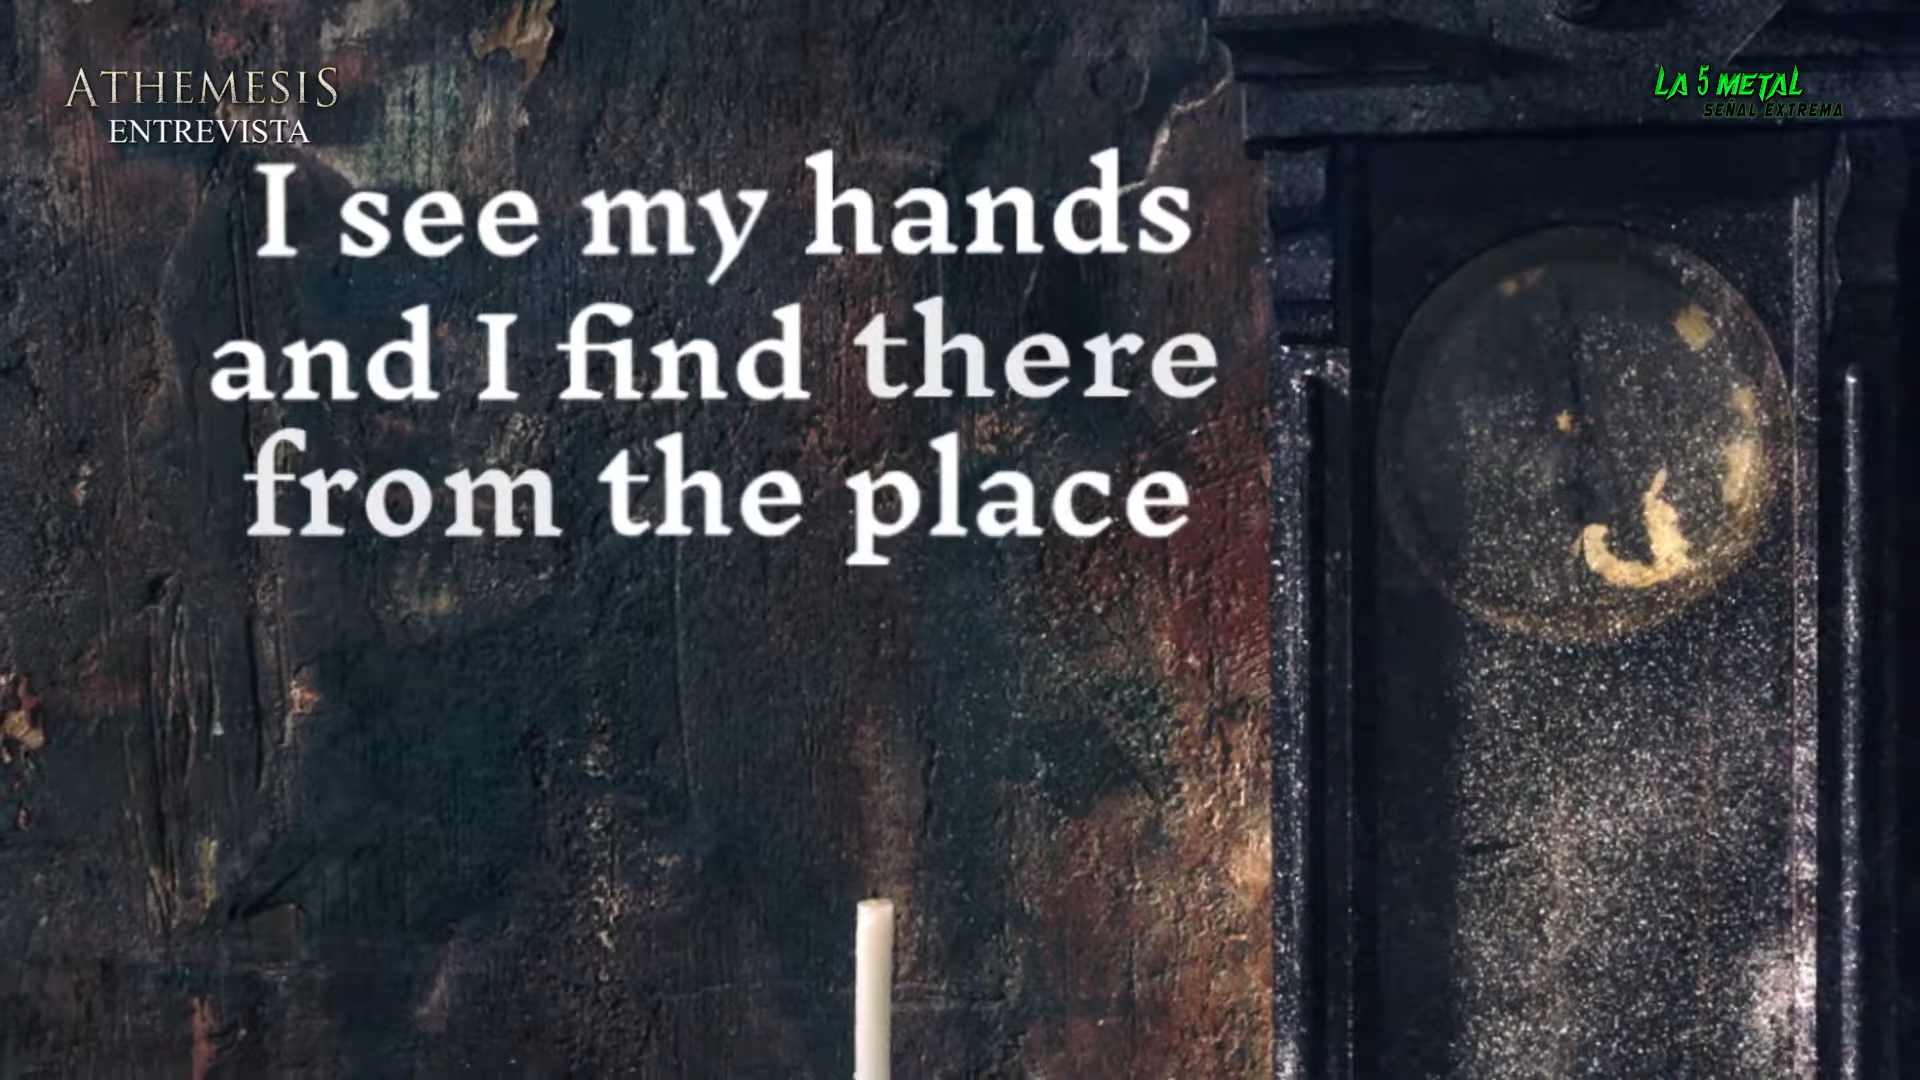 ATHEMESIS
ENTREVISTA
LA 5 METAL
SEÑAL EXTREMA
I see my hands
and I find there
from the place